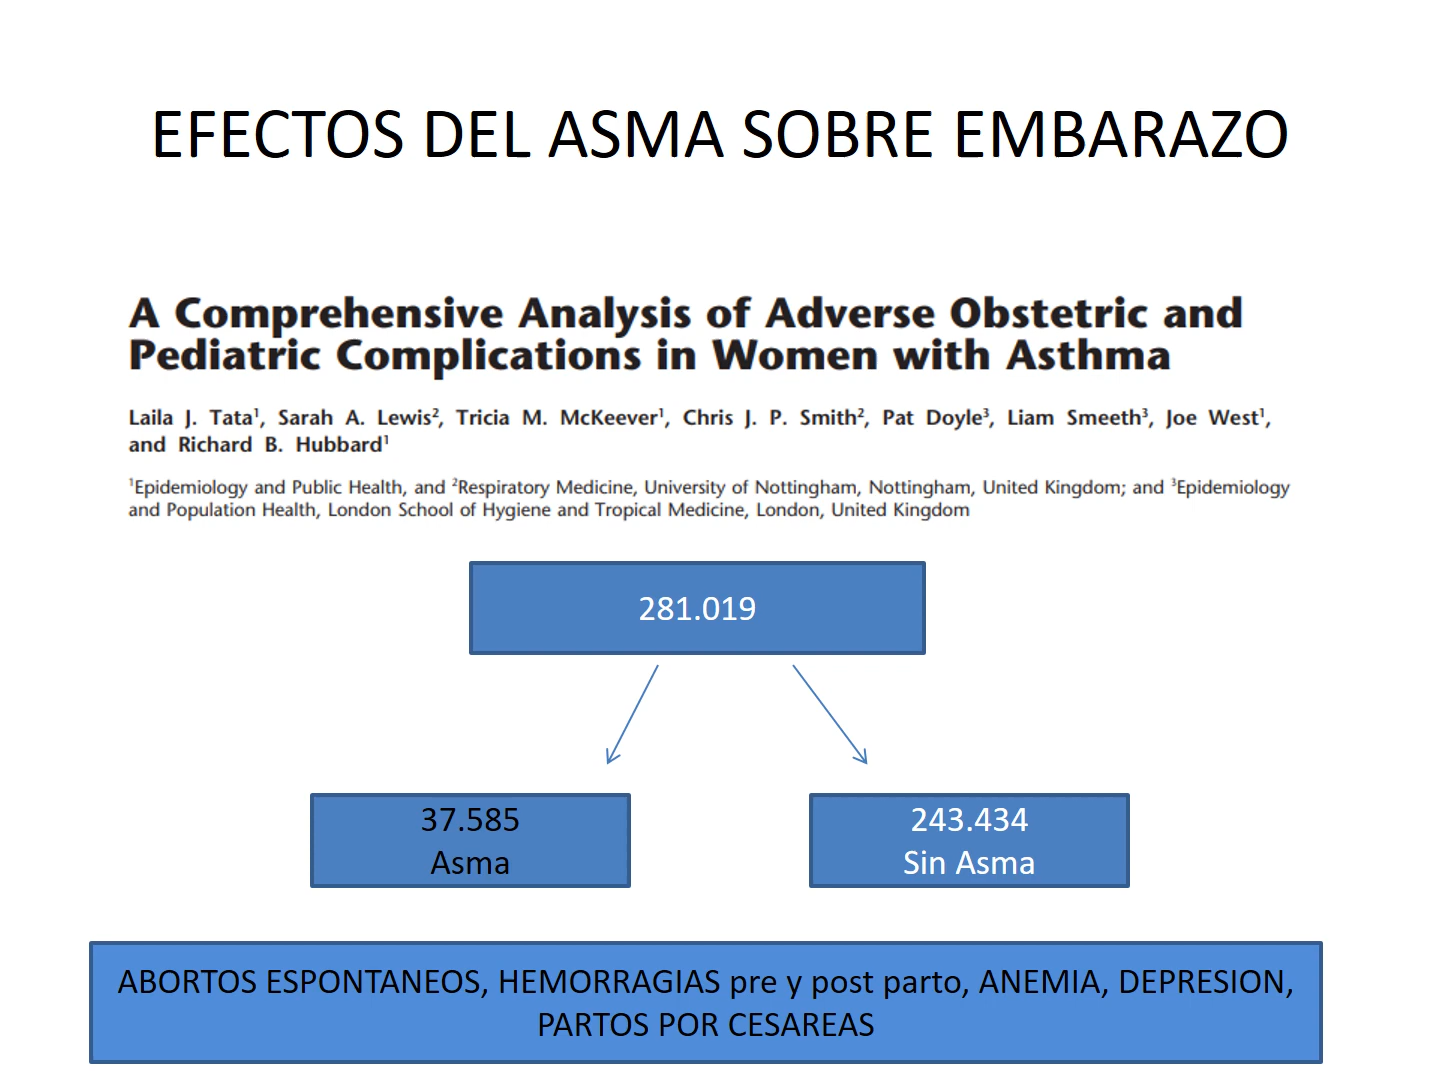 EFECTOS DEL ASMA SOBRE EMBARAZO
A Comprehensive Analysis of Adverse Obstetric and
Pediatric Complications in Women with Asthma
Laila J. Tata¹, Sarah A. Lewis², Tricia M. McKeever¹, Chris J. P. Smith², Pat Doyle³, Liam Smeeth³, Joe West¹,
and Richard B. Hubbard¹
¹Epidemiology and Public Health, and ²Respiratory Medicine, University of Nottingham, Nottingham, United Kingdom; and ³Epidemiology
and Population Health, London School of Hygiene and Tropical Medicine, London, United Kingdom
281.019
37.585
Asma
243.434
Sin Asma
ABORTOS ESPONTANEOS, HEMORRAGIAS pre y post parto, ANEMIA, DEPRESION,
PARTOS POR CESAREAS